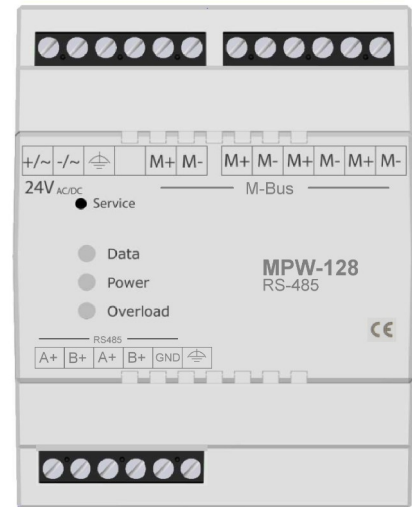 +/~ -/~ M+ M- M+ M- M+ M- M+ M-
24V AC/DC M-Bus
Service
Data
Power
Overload
MPW-128
RS-485
CE
RS485
A+ B+ A+ B+ GND